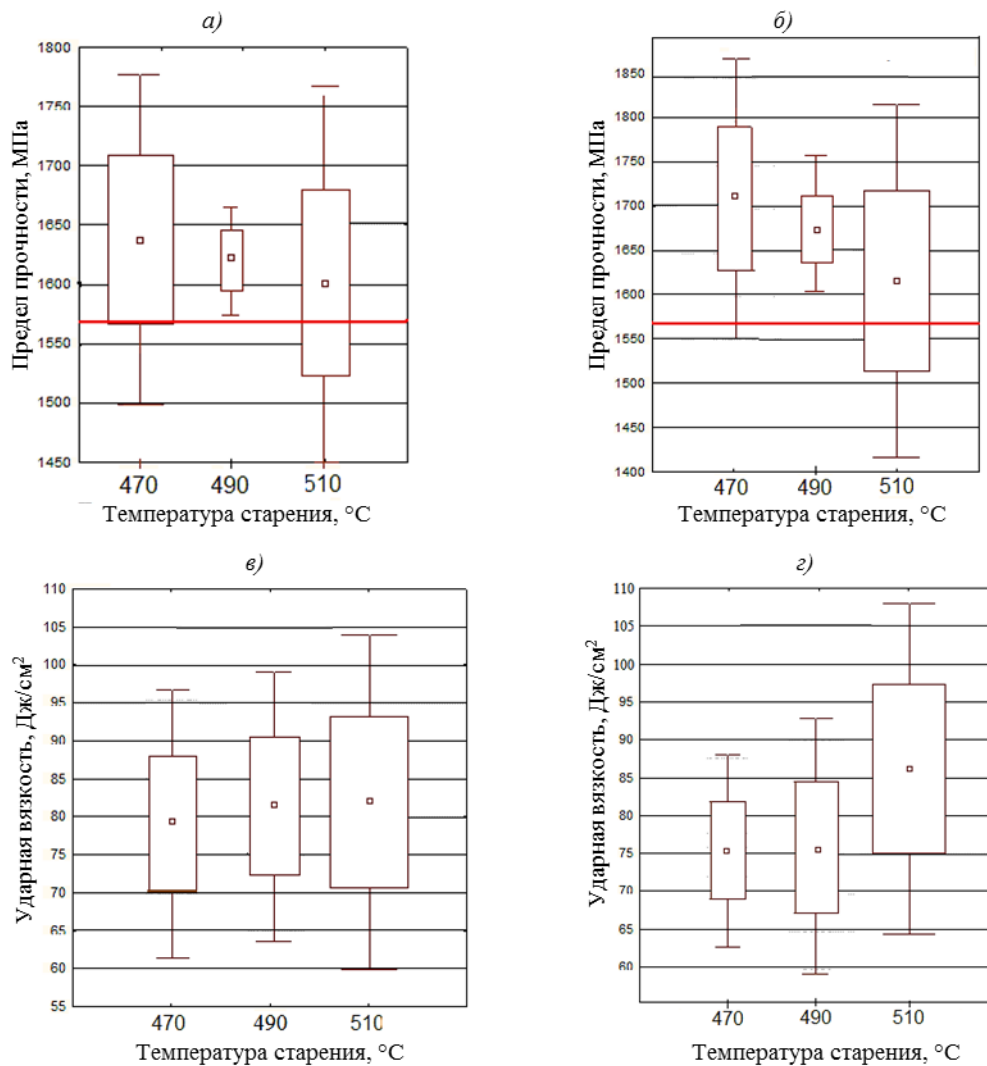 а)
1800
1750
1700
1650
1600
1550
1500
1450
Предел прочности, МПа
470 490 510
Температура старения, °С
б)
1850
1800
1750
1700
1650
1600
1550
1500
1450
1400
Предел прочности, МПа
470 490 510
Температура старения, °С
в)
110
105
100
95
90
85
80
75
70
65
60
55
Ударная вязкость, Дж/см²
470 490 510
Температура старения, °С
г)
110
105
100
95
90
85
80
75
70
65
60
Ударная вязкость, Дж/см²
470 490 510
Температура старения, °С